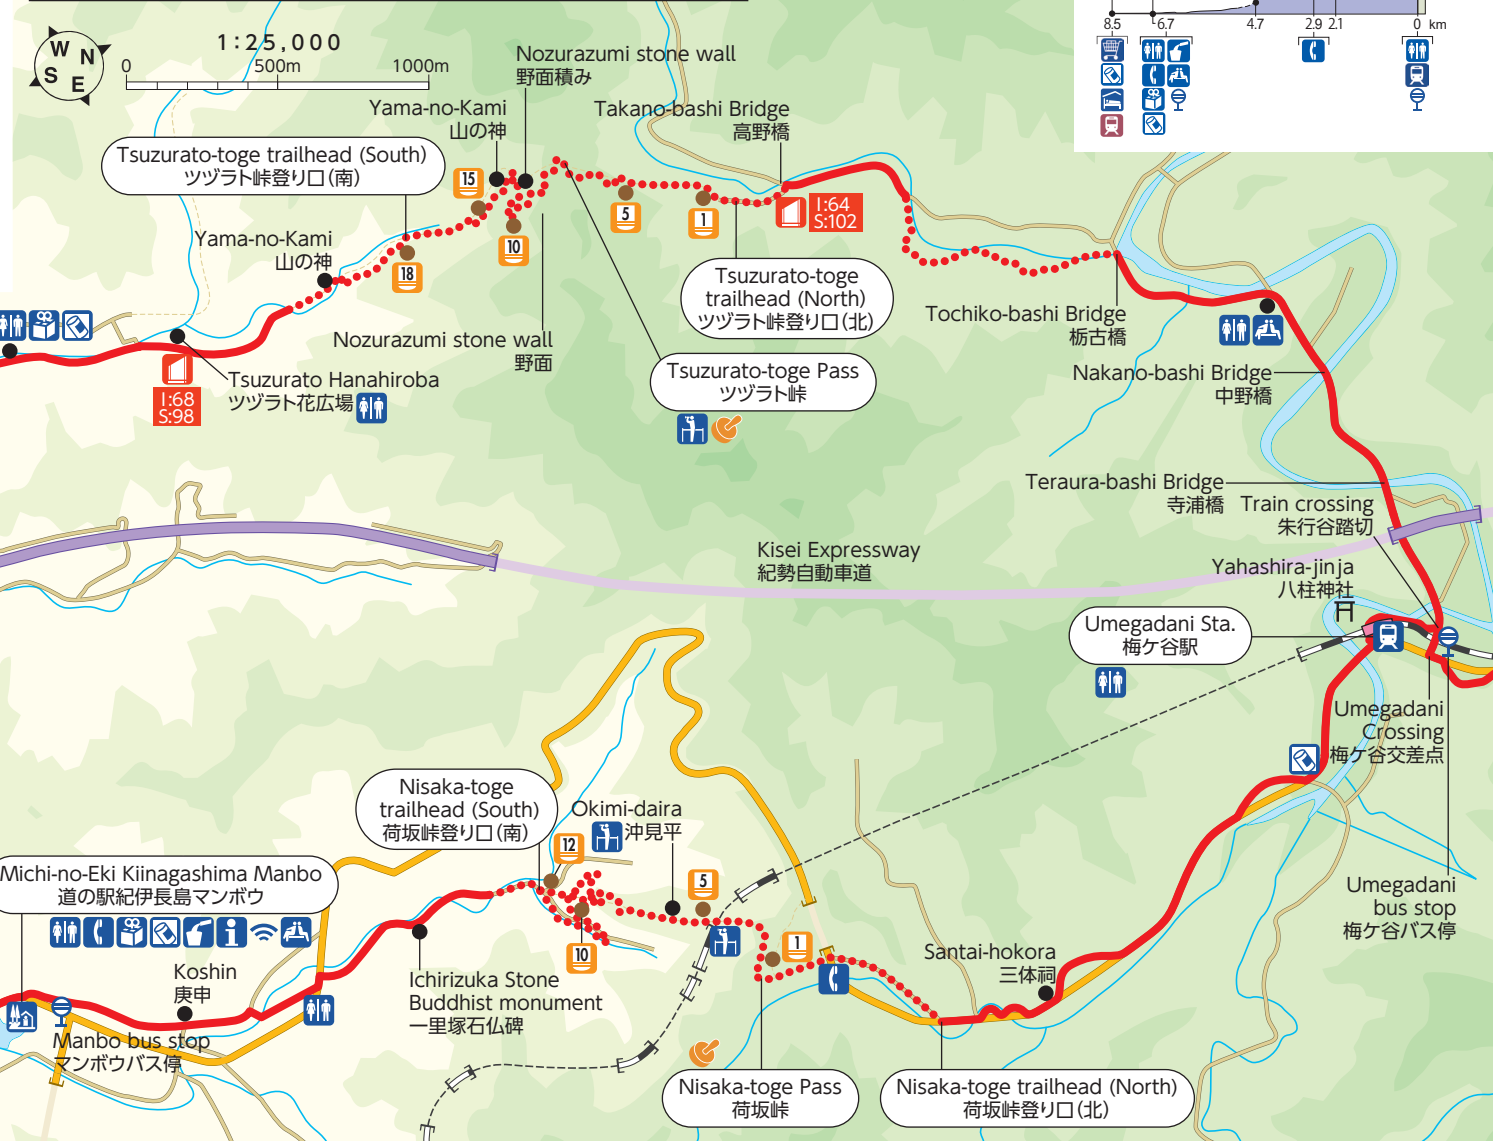 W
N
S
E
1:25,000
0
500m
1000m
8.5
6.7
4.7
2.9
2.1
0
km
Nozurazumi stone wall
野面積み
Yama-no-Kami
山の神
Takano-bashi Bridge
高野橋
Tsuzurato-toge trailhead (South)
ツヅラト峠登り口(南)
15
5
1
10
18
I:64
S:102
Yama-no-Kami
山の神
Tsuzurato-toge
trailhead (North)
ツヅラト峠登り口(北)
Tochiko-bashi Bridge
栃古橋
Nozurazumi stone wall
野面
Tsuzurato-toge Pass
ツヅラト峠
Nakano-bashi Bridge
中野橋
Tsuzurato Hanahiroba
ツヅラト花広場
I:68
S:98
Teraura-bashi Bridge
寺浦橋
Train crossing
朱行谷踏切
Kisei Expressway
紀勢自動車道
Yahashira-jinja
八柱神社
Umegadani Sta.
梅ケ谷駅
Umegadani
Crossing
梅ケ谷交差点
Nisaka-toge
trailhead (South)
荷坂峠登り口(南)
Okimi-daira
沖見平
12
5
10
1
Michi-no-Eki Kiinagashima Manbo
道の駅紀伊長島マンボウ
Umegadani
bus stop
梅ケ谷バス停
Santai-hokora
三体祠
Koshin
庚申
Ichirizuka Stone
Buddhist monument
一里塚石仏碑
Manbo bus stop
マンボウバス停
Nisaka-toge Pass
荷坂峠
Nisaka-toge trailhead (North)
荷坂峠登り口(北)